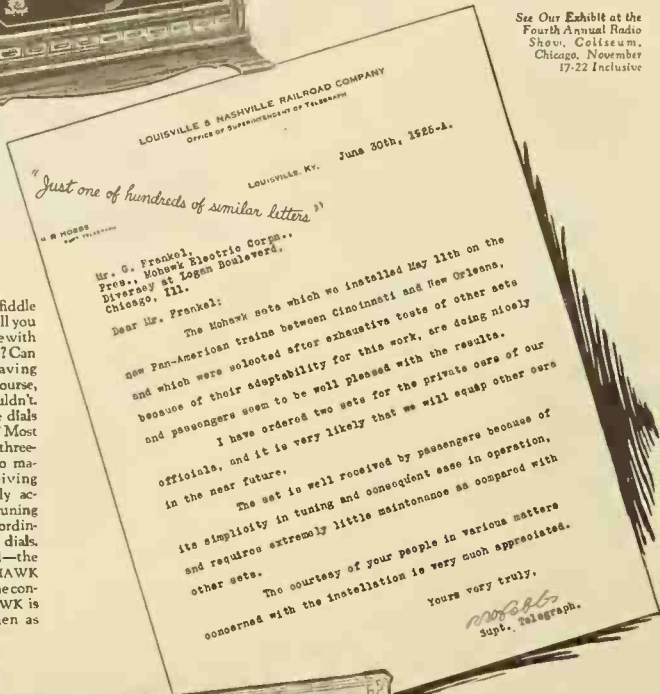 See Our Exhibit at the
Fourth Annual Radio
Show, Coliseum,
Chicago, November
17-22 Inclusive
LOUISVILLE & NASHVILLE RAILROAD COMPANY
OFFICE OF SUPERINTENDENT OF TELEGRAPH
LOUISVILLE, KY. June 30th, 1925-A.
"Just one of hundreds of similar letters"
R HOBBS
SUPT. TELEGRAPH
Mr. G. Frankel,
Pres., Mohawk Electric Corpn.,
Diversey at Logan Boulevard,
Chicago, Ill.
Dear Mr. Frankel:
The Mohawk sets which we installed May 11th on the
new Pan-American trains between Cincinnati and New Orleans,
and which were selected after exhaustive tests of other sets
because of their adaptability for this work, are doing nicely
and passengers seem to be well pleased with the results.
I have ordered two sets for the private cars of our
officials, and it is very likely that we will equip other cars
in the near future.
The set is well received by passengers because of
its simplicity in tuning and consequent ease in operation,
and requires extremely little maintenance as compared with
other sets.
The courtesy of your people in various matters
concerned with the installation is very much appreciated.
Yours very truly,
Supt. Telegraph.
fiddle
ll you
e with
? Can
aving
ourse,
uldn't.
e dials
Most
three-
o ma-
iving
ly ac-
uning
ordin-
dials.
—the
HAWK
he con-
WK is
en as